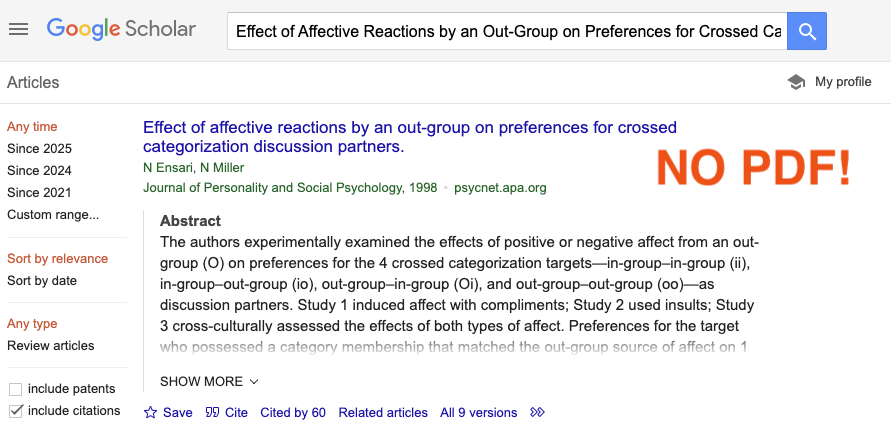 Google Scholar
Effect of Affective Reactions by an Out-Group on Preferences for Crossed Ca
Articles
My profile
Any time
Since 2025
Since 2024
Since 2021
Custom range...
Sort by relevance
Sort by date
Any type
Review articles
include patents
include citations
Effect of affective reactions by an out-group on preferences for crossed
categorization discussion partners.
N Ensari, N Miller
Journal of Personality and Social Psychology, 1998 • psycnet.apa.org
NO PDF!
Abstract
The authors experimentally examined the effects of positive or negative affect from an out-
group (O) on preferences for the 4 crossed categorization targets—in-group–in-group (ii),
in-group–out-group (io), out-group–in-group (Oi), and out-group–out-group (oo)—as
discussion partners. Study 1 induced affect with compliments; Study 2 used insults; Study
3 cross-culturally assessed the effects of both types of affect. Preferences for the target
who possessed a category membership that matched the out-group source of affect on 1
SHOW MORE
Save Cite Cited by 60 Related articles All 9 versions